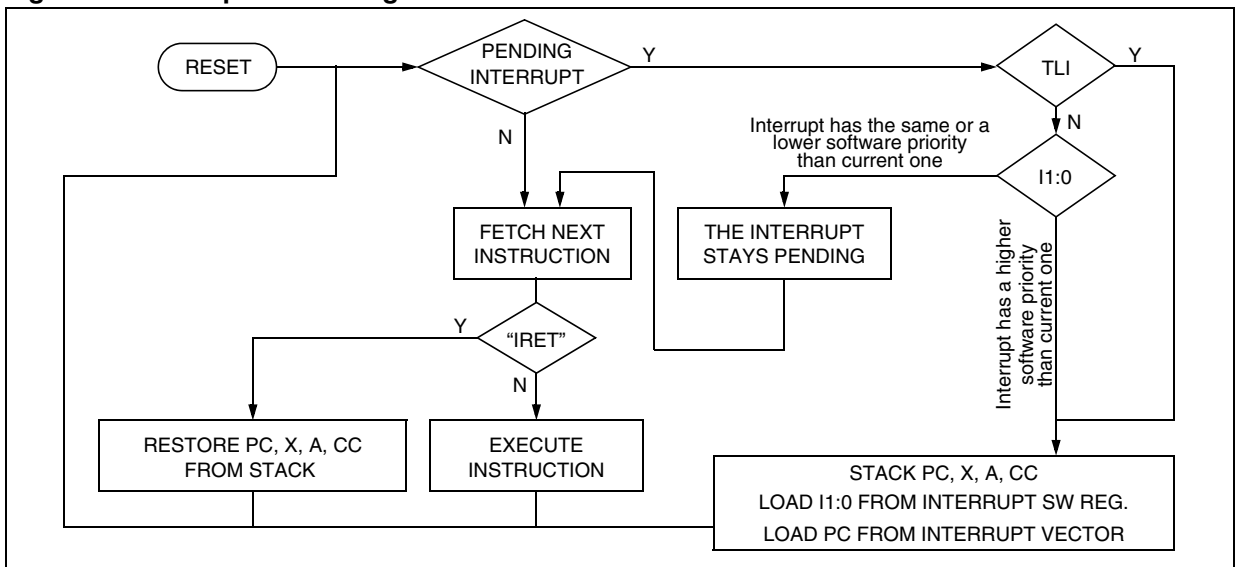 RESET
PENDING
INTERRUPT
Y
TLI
Y
N
N
Interrupt has the same or a
lower software priority
than current one
I1:0
FETCH NEXT
INSTRUCTION
THE INTERRUPT
STAYS PENDING
Interrupt has a higher
software priority
than current one
Y
“IRET”
N
RESTORE PC, X, A, CC
FROM STACK
EXECUTE
INSTRUCTION
STACK PC, X, A, CC
LOAD I1:0 FROM INTERRUPT SW REG.
LOAD PC FROM INTERRUPT VECTOR